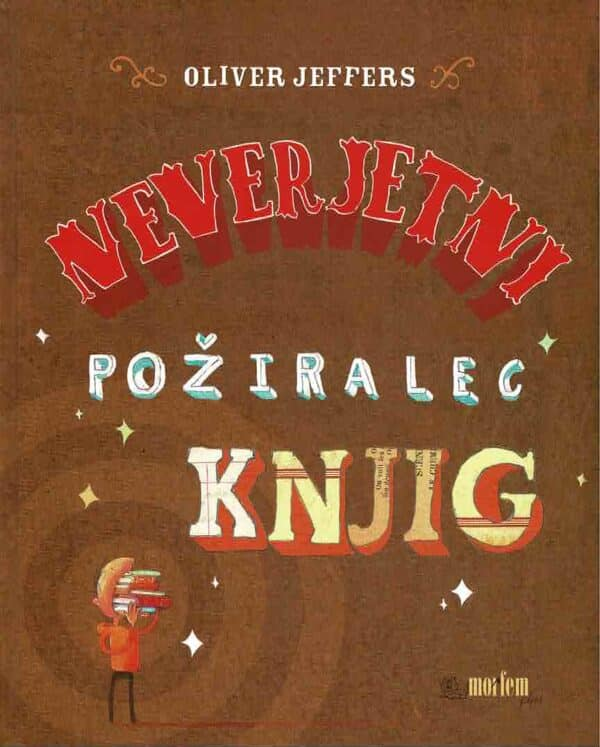 OLIVER JEFFERS
NEVERJETNI
POŽIRALEC
KNJIG
morfem